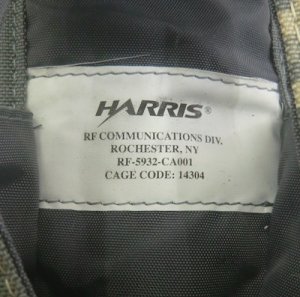 HARRIS®
RF COMMUNICATIONS DIV.
ROCHESTER, NY
RF-5932-CA001
CAGE CODE: 14304